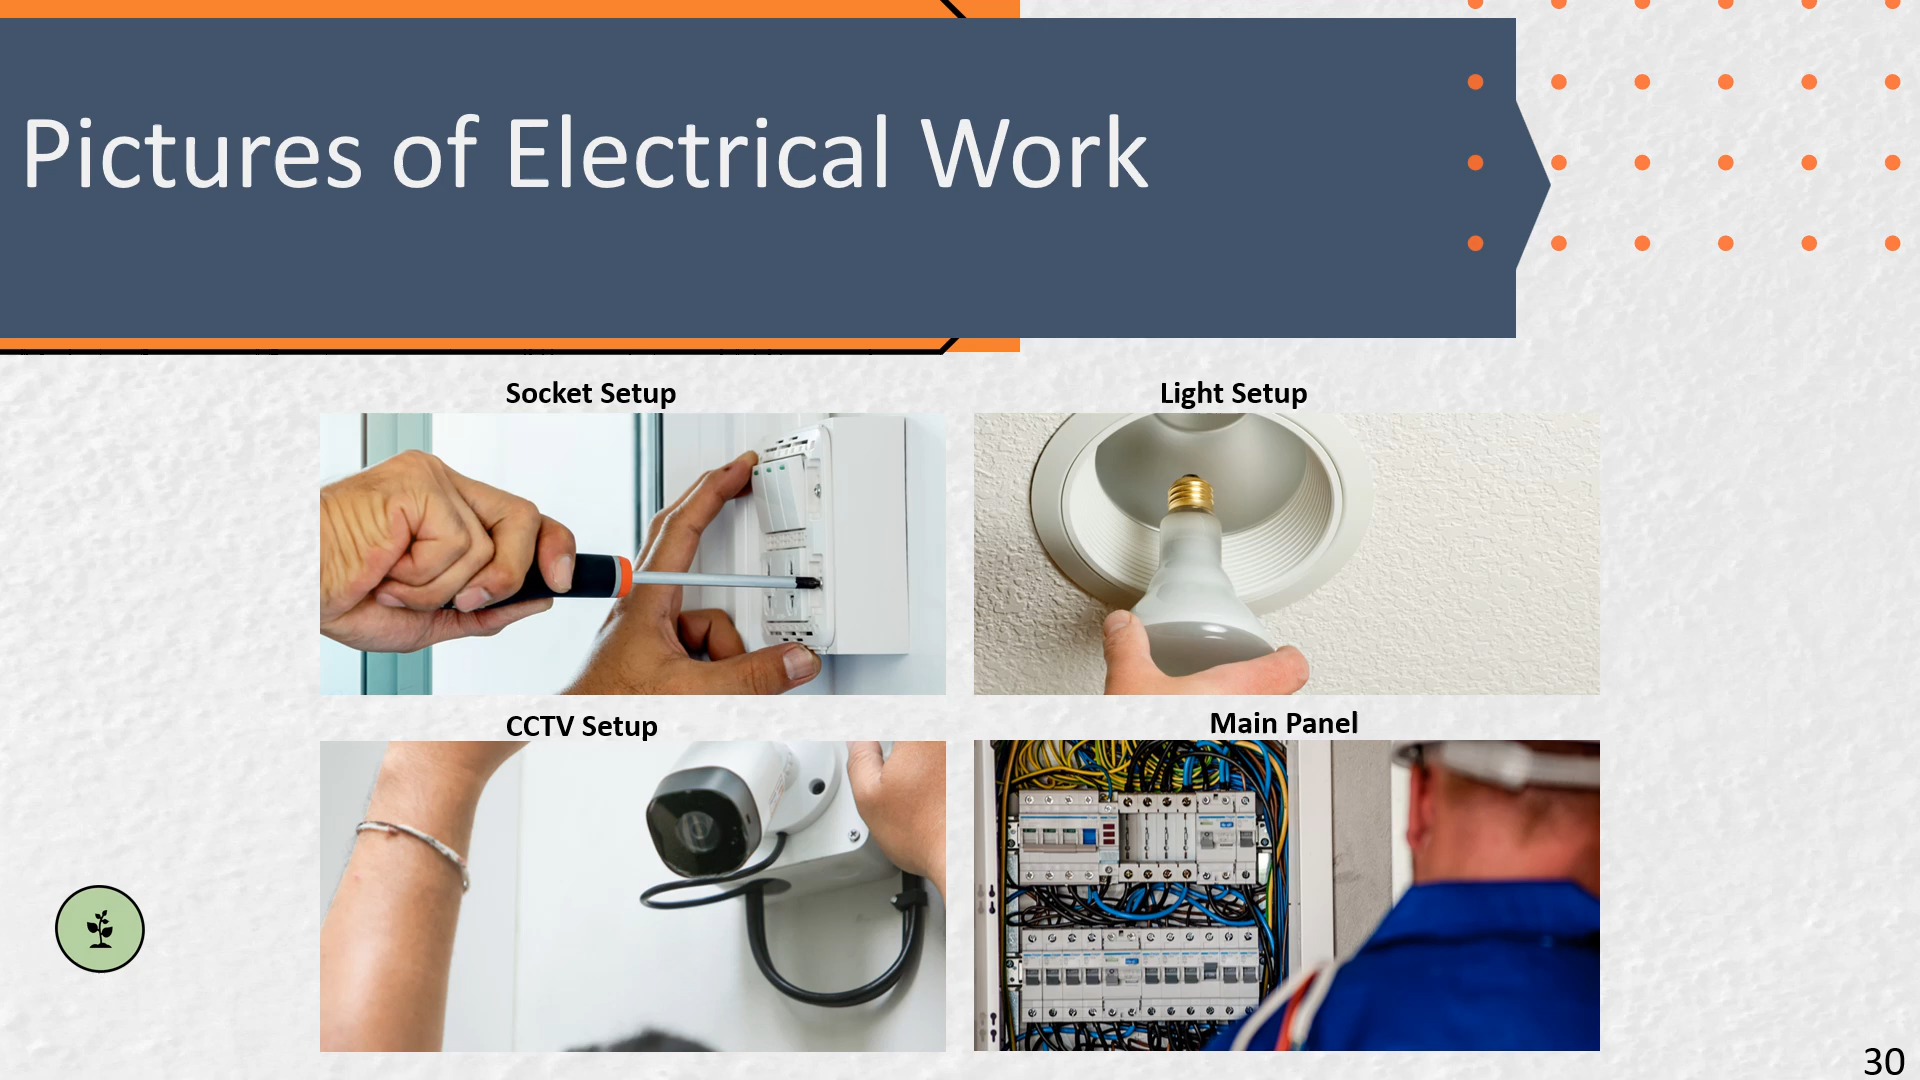 Pictures of Electrical Work
Socket Setup
Light Setup
CCTV Setup
Main Panel
30